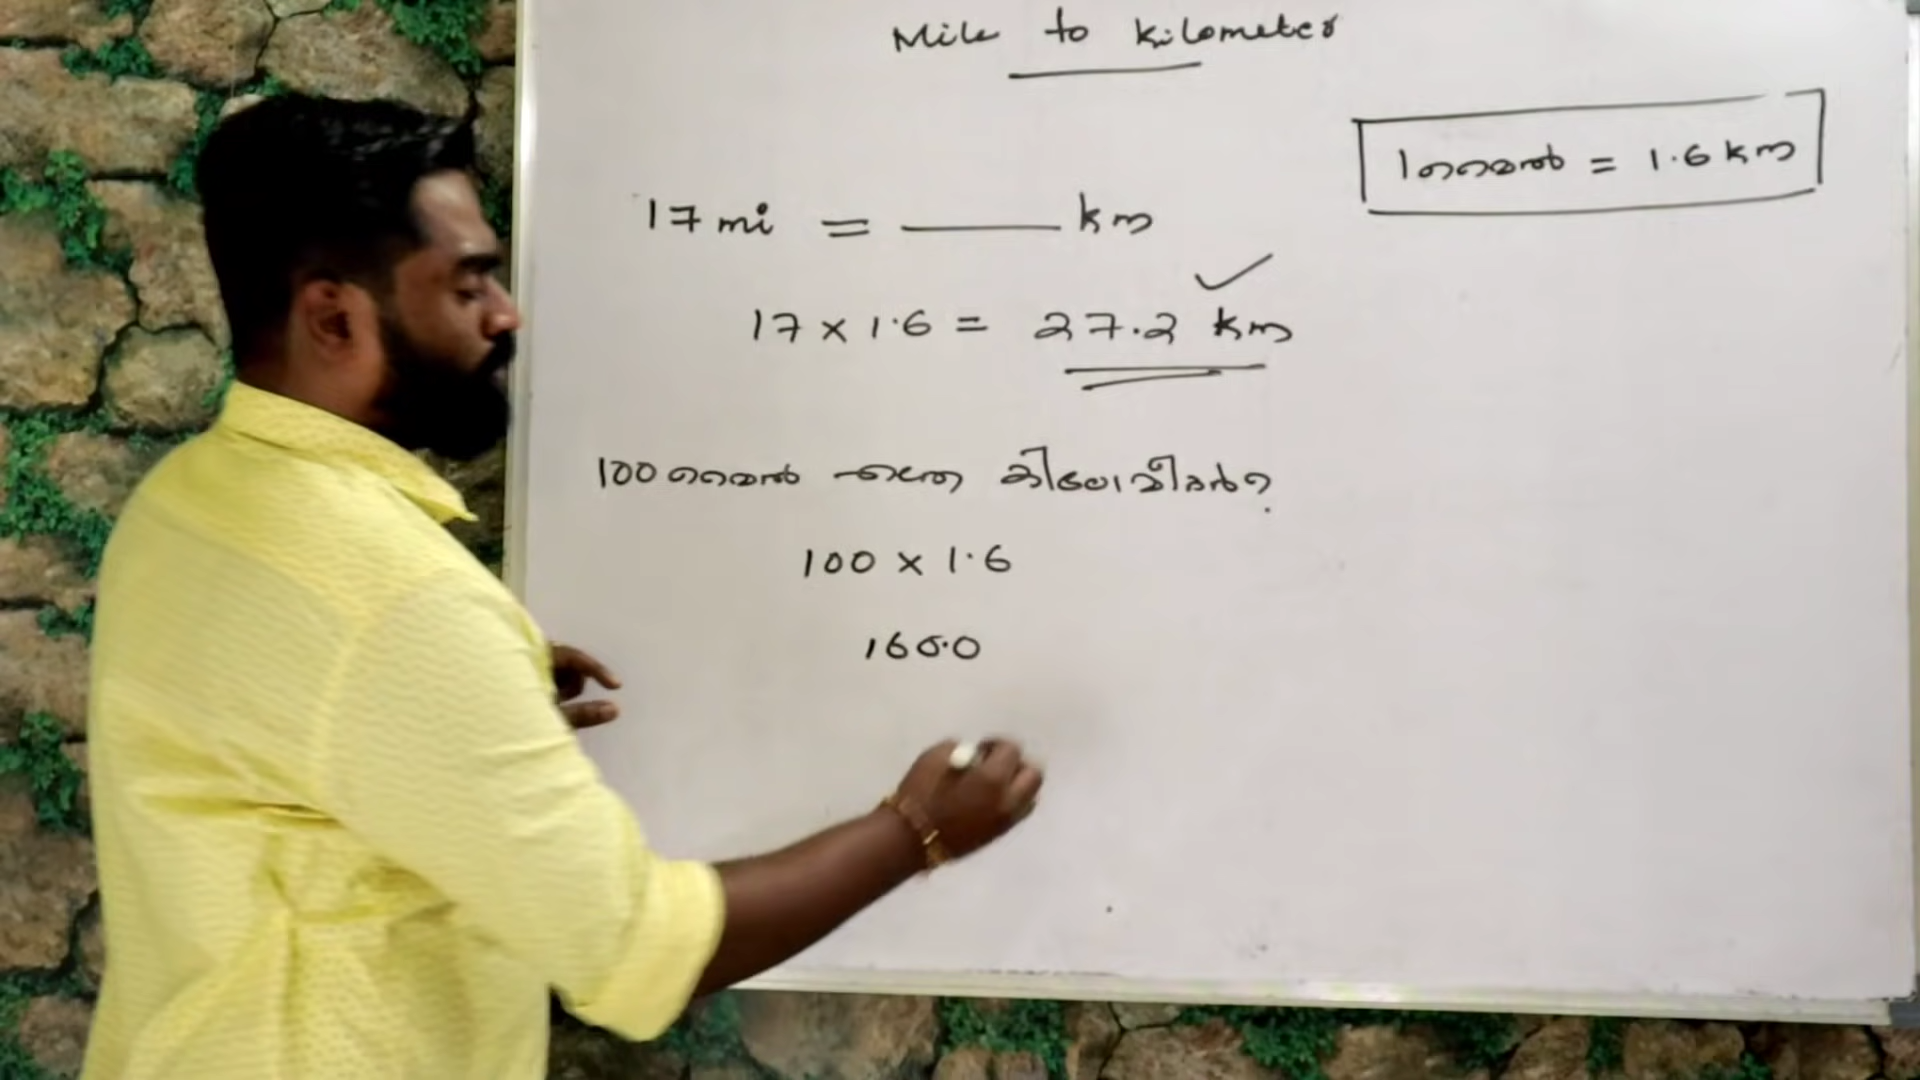 Mile to Kilometer
1 മൈൽ = 1.6 km
17 mi = ____ km
17 × 1.6 = 27.2 km
100 മൈൽ എത്ര കിലോമീറ്റർ?
100 × 1.6
160.0